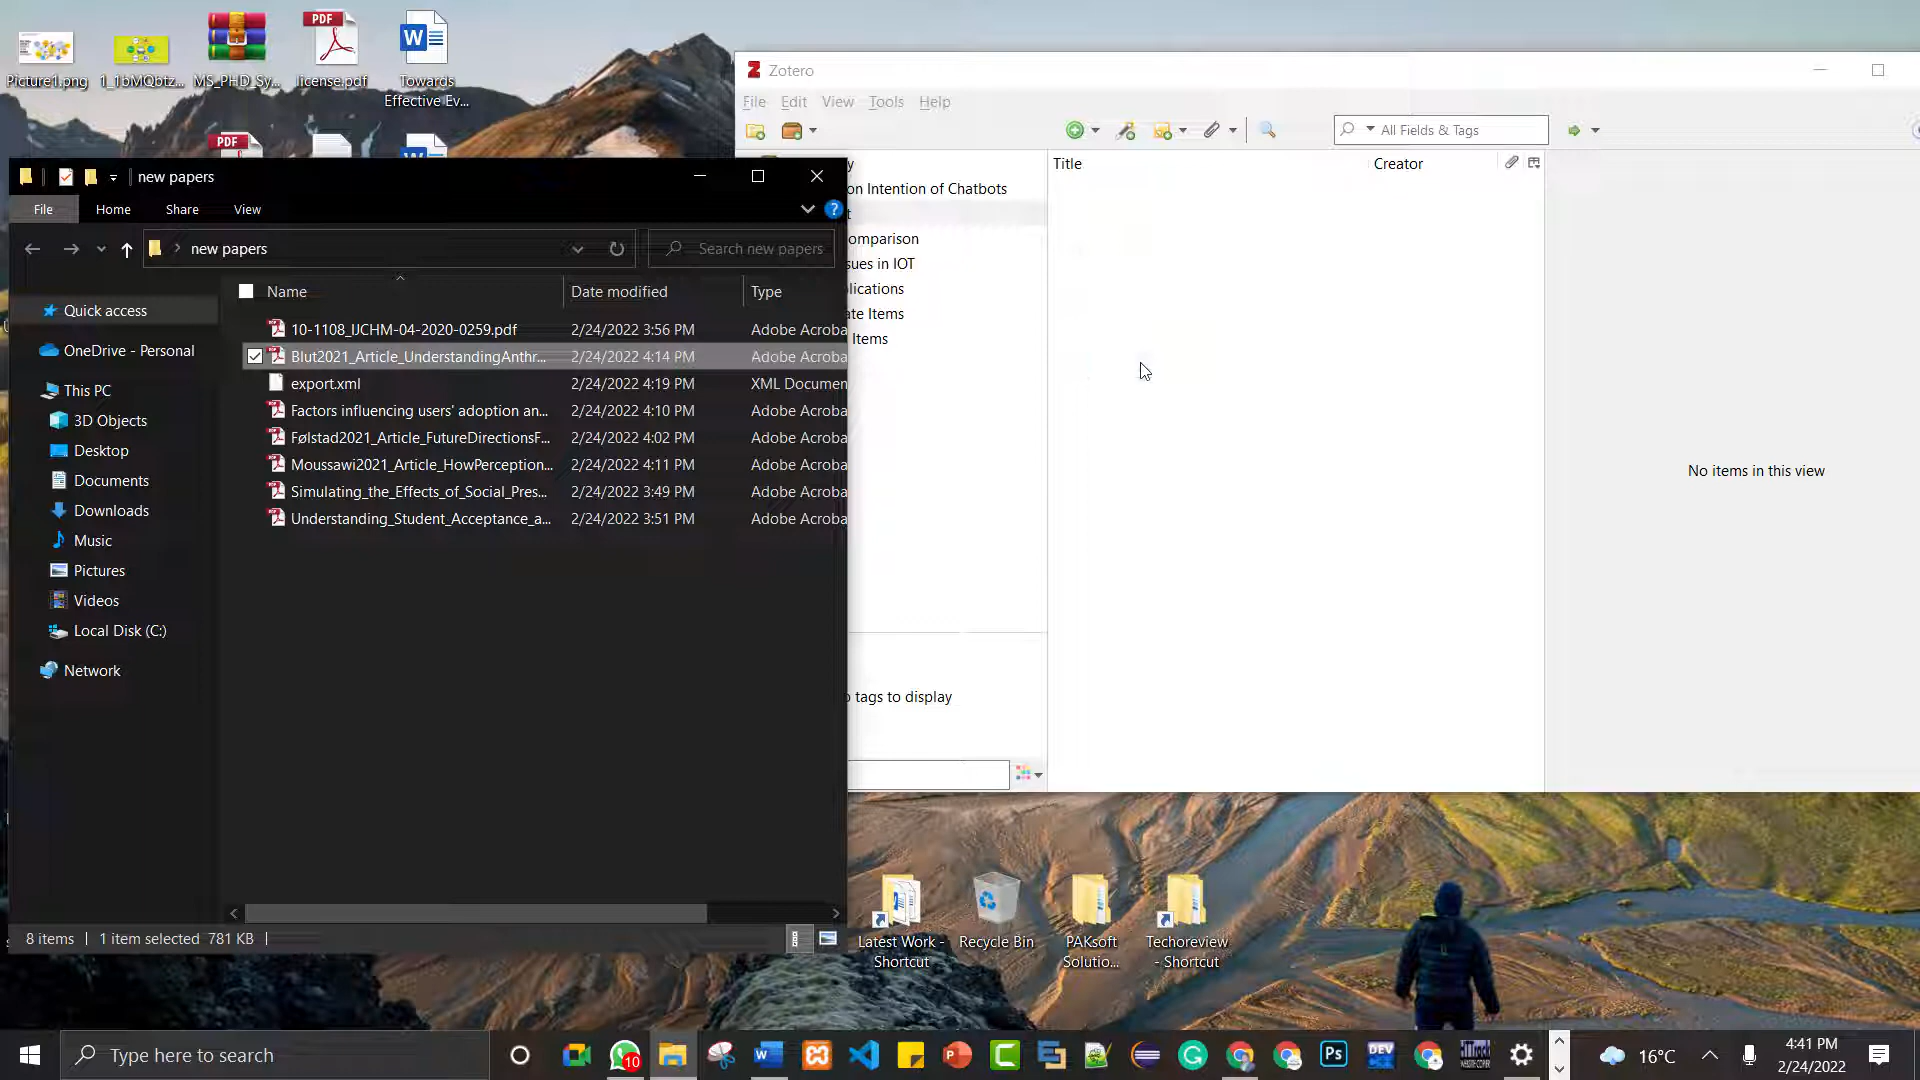 Picture1.png
1_1bMQbtz...
MS_PHD_Sy...
license.pdf
Towards
Effective Ev...
PDF
PDF
Zotero
File Edit View Tools Help
All Fields & Tags
new papers
File Home Share View
new papers
Search new papers
Name Date modified Type
Quick access
OneDrive - Personal
This PC
3D Objects
Desktop
Documents
Downloads
Music
Pictures
Videos
Local Disk (C:)
Network
10-1108_IJCHM-04-2020-0259.pdf 2/24/2022 3:56 PM Adobe Acroba
Blut2021_Article_UnderstandingAnthr... 2/24/2022 4:14 PM Adobe Acroba
export.xml 2/24/2022 4:19 PM XML Documen
Factors influencing users' adoption an... 2/24/2022 4:10 PM Adobe Acroba
Følstad2021_Article_FutureDirectionsF... 2/24/2022 4:02 PM Adobe Acroba
Moussawi2021_Article_HowPerception... 2/24/2022 4:11 PM Adobe Acroba
Simulating_the_Effects_of_Social_Pres... 2/24/2022 3:49 PM Adobe Acroba
Understanding_Student_Acceptance_a... 2/24/2022 3:51 PM Adobe Acroba
8 items 1 item selected 781 KB
y
on Intention of Chatbots
t
omparison
sues in IOT
lications
ate Items
Items
tags to display
Title Creator
No items in this view
Latest Work -
Shortcut
Recycle Bin
PAKsoft
Solutio...
Techoreview
- Shortcut
Type here to search
10
Ps
DEV
16°C
4:41 PM
2/24/2022